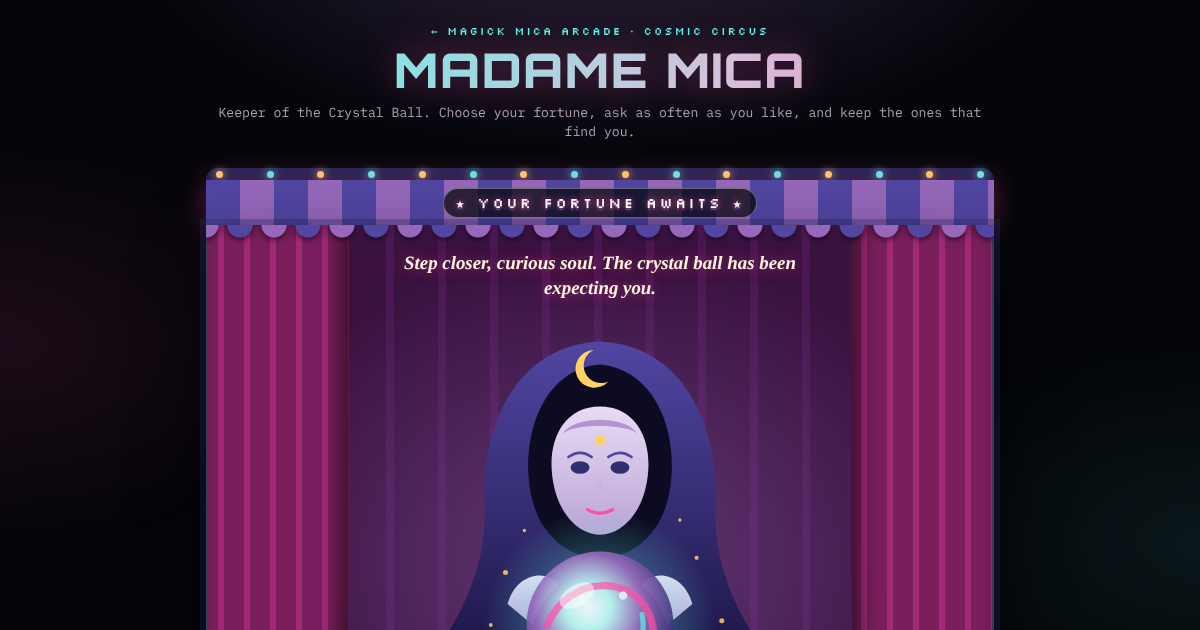 ← MAGICK MICA ARCADE · COSMIC CIRCUS
MADAME MICA
Keeper of the Crystal Ball. Choose your fortune, ask as often as you like, and keep the ones that
find you.
★ YOUR FORTUNE AWAITS ★
Step closer, curious soul. The crystal ball has been
expecting you.